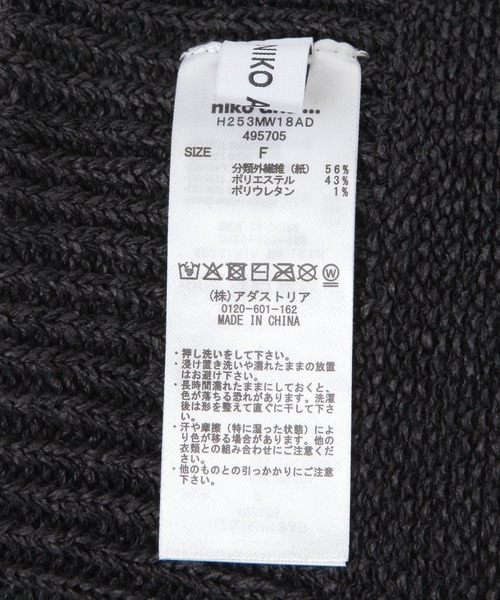 NIKO A
niko and ...
H253MW18AD
495705
SIZE F
分類外繊維（紙） 56%
ポリエステル 43%
ポリウレタン 1%
W
(株)アダストリア
0120-601-162
MADE IN CHINA
・押し洗いをして下さい。
・浸け置き洗いや濡れたままの放置
はお避け下さい。
・長時間濡れたままにしておくと、
色が落ちる恐れがあります。洗濯
後は形を整えて直ぐに干して下さ
い。
・汗や摩擦（特に湿った状態）によ
り色が移る場合があります。他の
衣類との組み合わせにご注意下さ
い。
・他のものとの引っかかりにご注意
下さい。